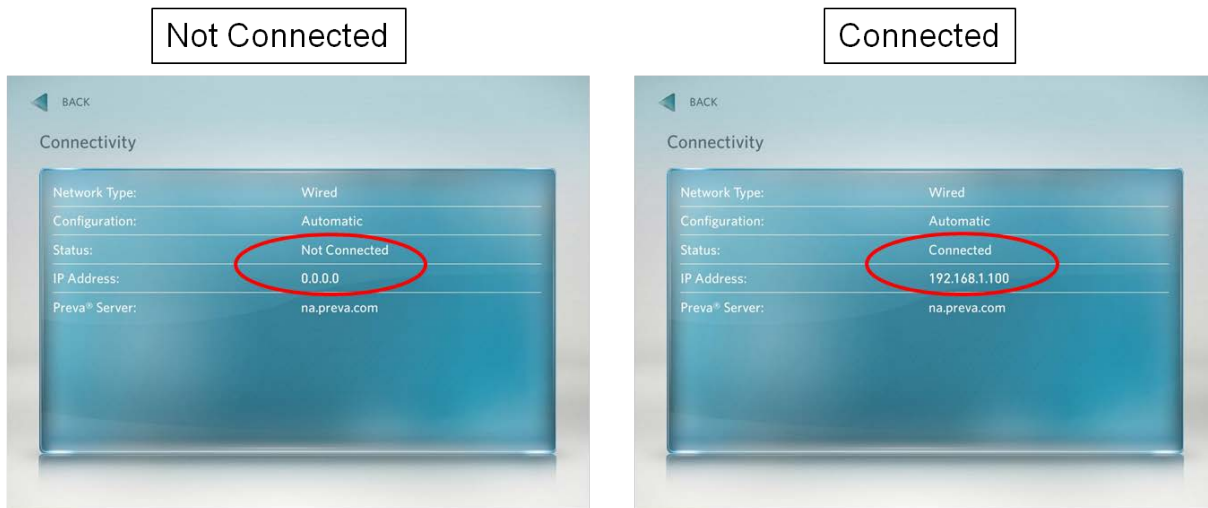 Not Connected
BACK
Connectivity
Network Type: Wired
Configuration: Automatic
Status: Not Connected
IP Address: 0.0.0.0
Preva® Server: na.preva.com
Connected
BACK
Connectivity
Network Type: Wired
Configuration: Automatic
Status: Connected
IP Address: 192.168.1.100
Preva® Server: na.preva.com